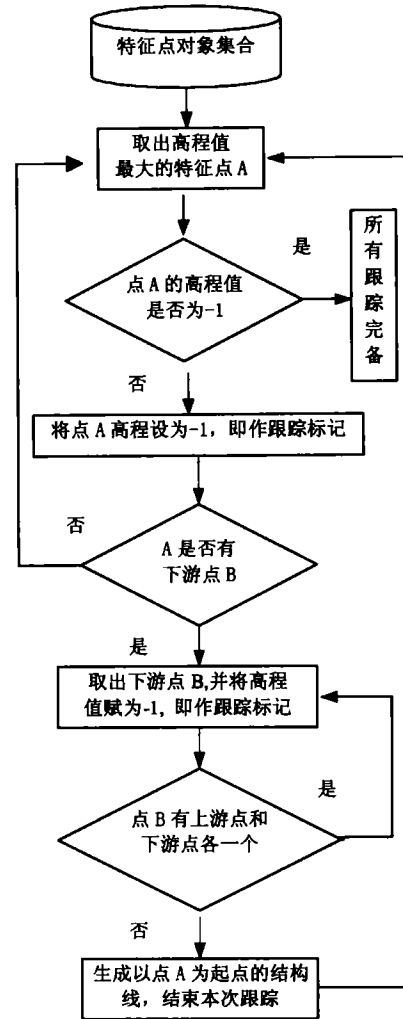 特征点对象集合
取出高程值
最大的特征点 A
是
所
有
跟
踪
完
备
点 A 的高程值
是否为-1
否
将点 A 高程设为-1，即作跟踪标记
否
A 是否有
下游点 B
是
取出下游点 B,并将高程
值赋为-1, 即作跟踪标记
是
点 B 有上游点和
下游点各一个
否
生成以点 A 为起点的结构
线，结束本次跟踪